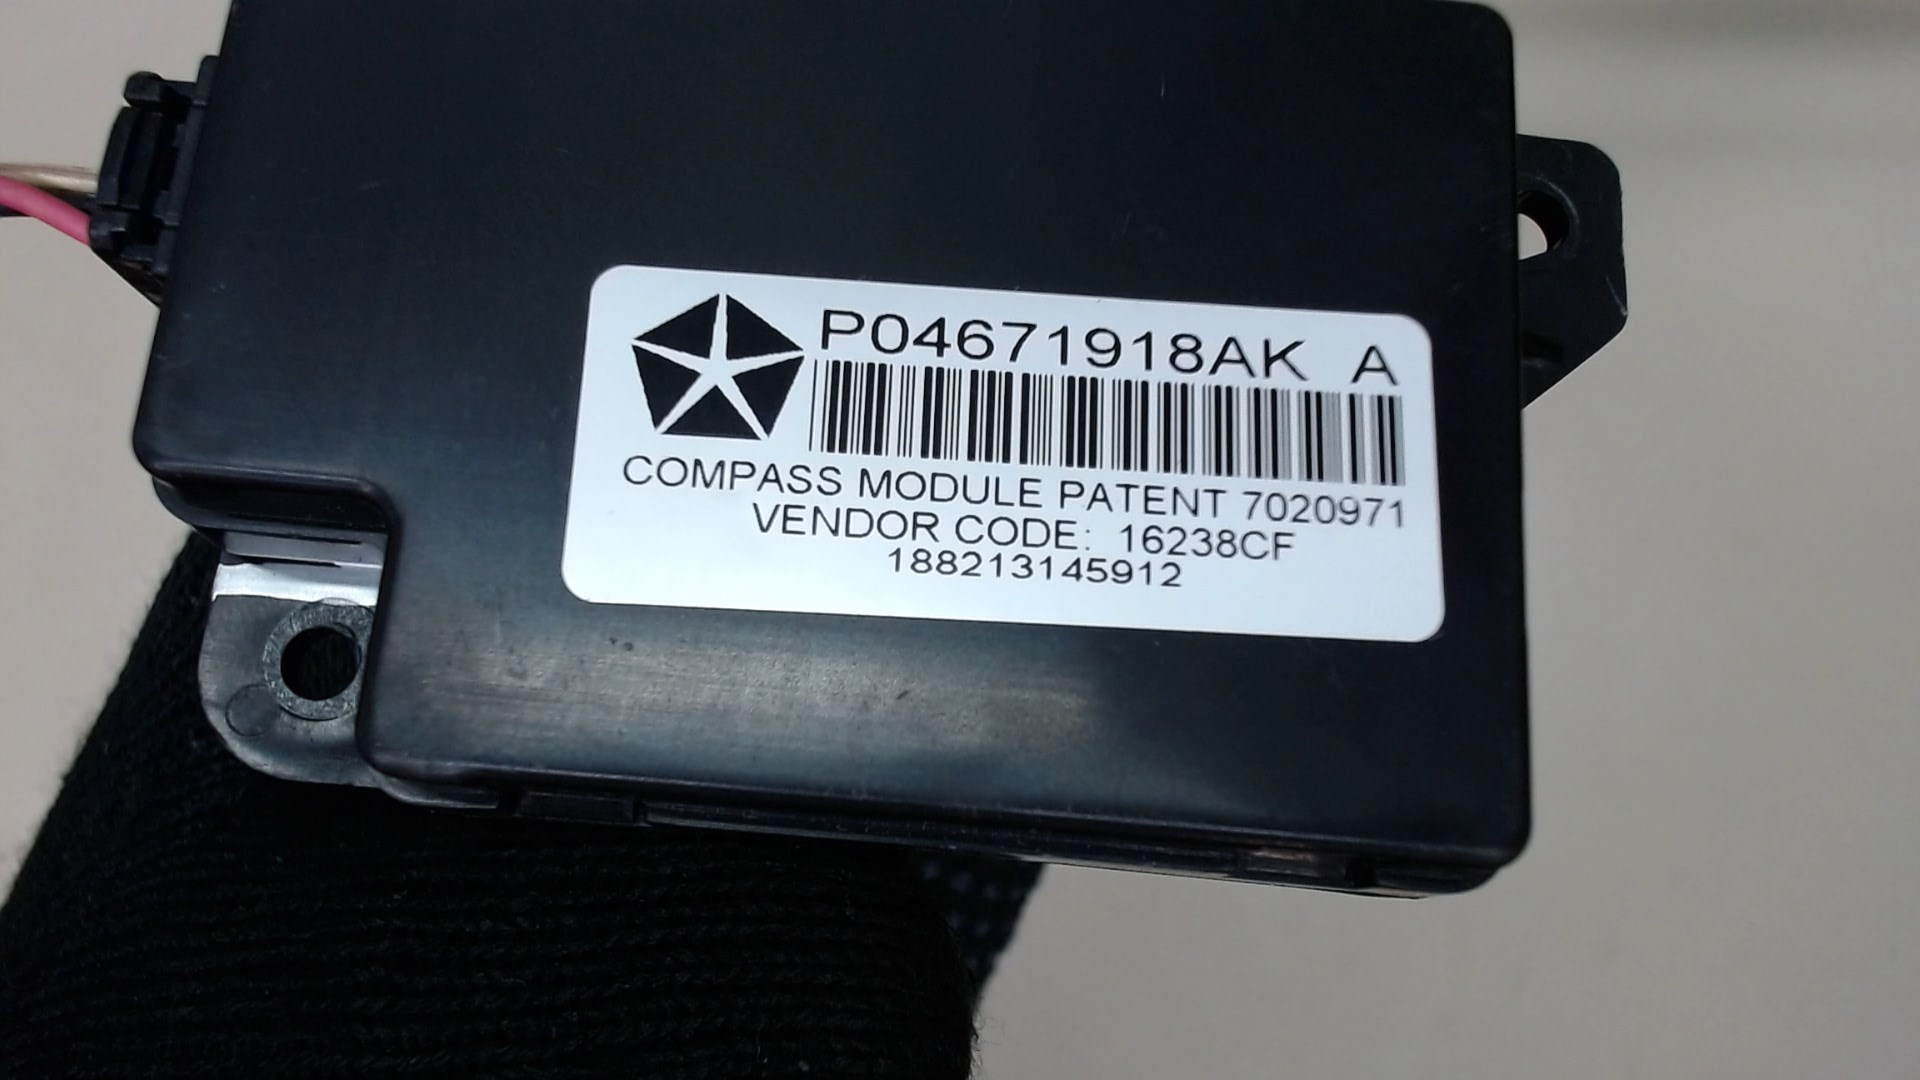 P04671918AK A
COMPASS MODULE PATENT 7020971
VENDOR CODE: 16238CF
188213145912